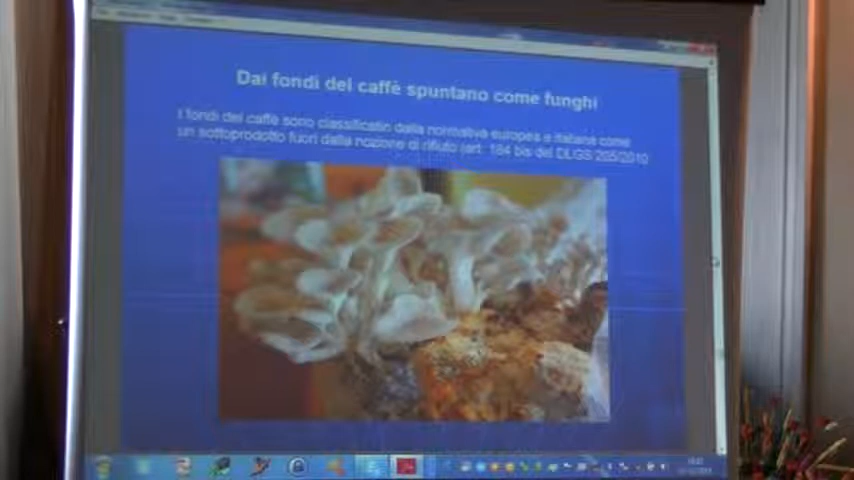 Dai fondi del caffè spuntano come funghi
I fondi del caffè sono classificatin dalla normativa europea e italiana come
un sottoprodotto fuori dalla nozione di rifiuto (art. 184 bis del DLGS 205/2010